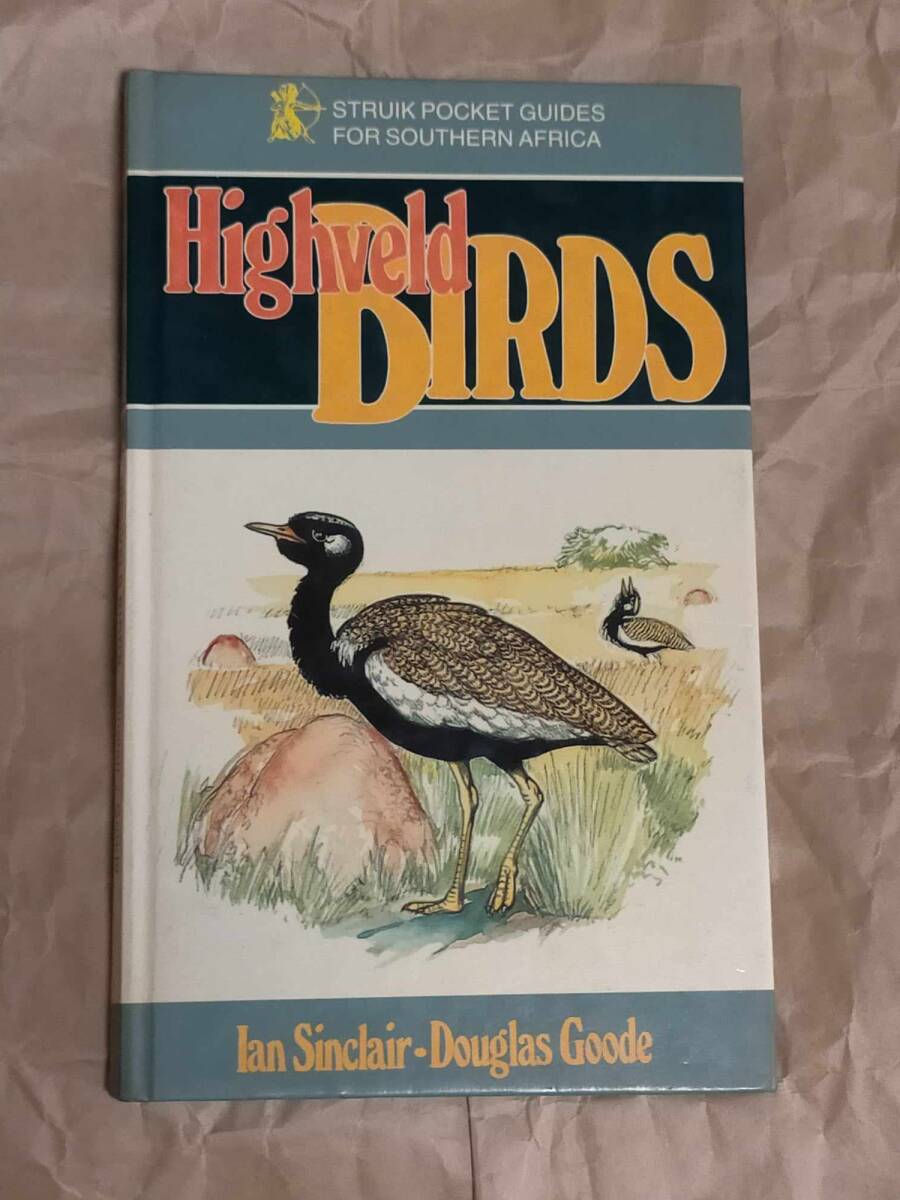 STRUIK POCKET GUIDES
FOR SOUTHERN AFRICA
Highveld
BIRDS
Ian Sinclair • Douglas Goode